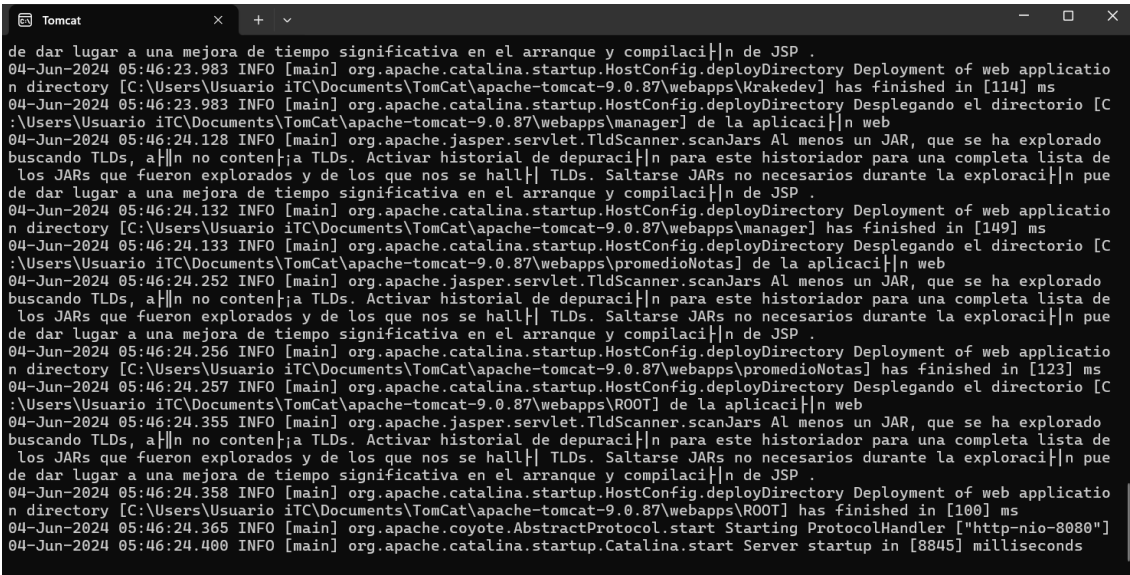 Tomcat
de dar lugar a una mejora de tiempo significativa en el arranque y compilaci├│n de JSP .
04-Jun-2024 05:46:23.983 INFO [main] org.apache.catalina.startup.HostConfig.deployDirectory Deployment of web applicatio
n directory [C:\Users\Usuario iTC\Documents\TomCat\apache-tomcat-9.0.87\webapps\Krakedev] has finished in [114] ms
04-Jun-2024 05:46:23.983 INFO [main] org.apache.catalina.startup.HostConfig.deployDirectory Desplegando el directorio [C
:\Users\Usuario iTC\Documents\TomCat\apache-tomcat-9.0.87\webapps\manager] de la aplicaci├│n web
04-Jun-2024 05:46:24.128 INFO [main] org.apache.jasper.servlet.TldScanner.scanJars Al menos un JAR, que se ha explorado
buscando TLDs, a├║n no conten├¡a TLDs. Activar historial de depuraci├│n para este historiador para una completa lista de
los JARs que fueron explorados y de los que nos se hall├│ TLDs. Saltarse JARs no necesarios durante la exploraci├│n pue
de dar lugar a una mejora de tiempo significativa en el arranque y compilaci├│n de JSP .
04-Jun-2024 05:46:24.132 INFO [main] org.apache.catalina.startup.HostConfig.deployDirectory Deployment of web applicatio
n directory [C:\Users\Usuario iTC\Documents\TomCat\apache-tomcat-9.0.87\webapps\manager] has finished in [149] ms
04-Jun-2024 05:46:24.133 INFO [main] org.apache.catalina.startup.HostConfig.deployDirectory Desplegando el directorio [C
:\Users\Usuario iTC\Documents\TomCat\apache-tomcat-9.0.87\webapps\promedioNotas] de la aplicaci├│n web
04-Jun-2024 05:46:24.252 INFO [main] org.apache.jasper.servlet.TldScanner.scanJars Al menos un JAR, que se ha explorado
buscando TLDs, a├║n no conten├¡a TLDs. Activar historial de depuraci├│n para este historiador para una completa lista de
los JARs que fueron explorados y de los que nos se hall├│ TLDs. Saltarse JARs no necesarios durante la exploraci├│n pue
de dar lugar a una mejora de tiempo significativa en el arranque y compilaci├│n de JSP .
04-Jun-2024 05:46:24.256 INFO [main] org.apache.catalina.startup.HostConfig.deployDirectory Deployment of web applicatio
n directory [C:\Users\Usuario iTC\Documents\TomCat\apache-tomcat-9.0.87\webapps\promedioNotas] has finished in [123] ms
04-Jun-2024 05:46:24.257 INFO [main] org.apache.catalina.startup.HostConfig.deployDirectory Desplegando el directorio [C
:\Users\Usuario iTC\Documents\TomCat\apache-tomcat-9.0.87\webapps\ROOT] de la aplicaci├│n web
04-Jun-2024 05:46:24.355 INFO [main] org.apache.jasper.servlet.TldScanner.scanJars Al menos un JAR, que se ha explorado
buscando TLDs, a├║n no conten├¡a TLDs. Activar historial de depuraci├│n para este historiador para una completa lista de
los JARs que fueron explorados y de los que nos se hall├│ TLDs. Saltarse JARs no necesarios durante la exploraci├│n pue
de dar lugar a una mejora de tiempo significativa en el arranque y compilaci├│n de JSP .
04-Jun-2024 05:46:24.358 INFO [main] org.apache.catalina.startup.HostConfig.deployDirectory Deployment of web applicatio
n directory [C:\Users\Usuario iTC\Documents\TomCat\apache-tomcat-9.0.87\webapps\ROOT] has finished in [100] ms
04-Jun-2024 05:46:24.365 INFO [main] org.apache.coyote.AbstractProtocol.start Starting ProtocolHandler ["http-nio-8080"]
04-Jun-2024 05:46:24.400 INFO [main] org.apache.catalina.startup.Catalina.start Server startup in [8845] milliseconds